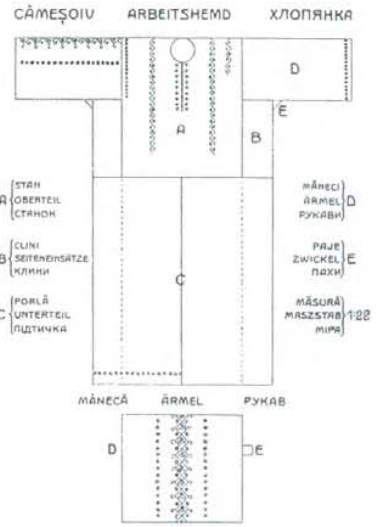 CĂMEȘOIU ARBEITSHEMD ХЛОПЯНКА
D
E
A
B
A STAN
OBERTEIL
СТАНОК
MÂNECI D
ÄRMEL
РУКАВИ
B CLINI
SEITENEINSÄTZE
КЛИНИ
PAJE E
ZWICKEL
ПАХИ
C
C POALĂ
UNTERTEIL
ПІДТИЧКА
MĂSURĂ 1:22
MASZSTAB
МІРА
MÂNECĂ ÄRMEL РУКАВ
D
E